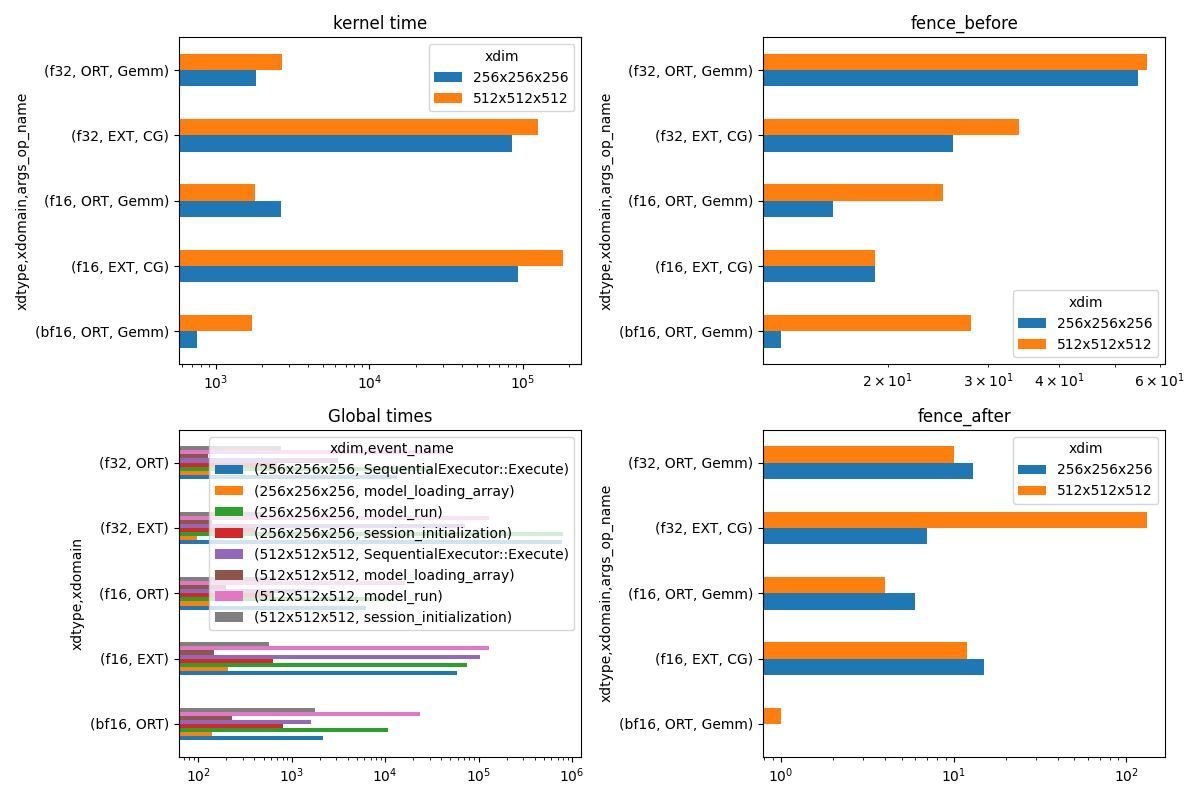 kernel time
xdtype,xdomain,args_op_name
(f32, ORT, Gemm)
(f32, EXT, CG)
(f16, ORT, Gemm)
(f16, EXT, CG)
(bf16, ORT, Gemm)
xdim
256x256x256
512x512x512
10³
10⁴
10⁵
fence_before
xdtype,xdomain,args_op_name
(f32, ORT, Gemm)
(f32, EXT, CG)
(f16, ORT, Gemm)
(f16, EXT, CG)
(bf16, ORT, Gemm)
xdim
256x256x256
512x512x512
2 × 10¹
3 × 10¹
4 × 10¹
6 × 10¹
Global times
xdtype,xdomain
(f32, ORT)
(f32, EXT)
(f16, ORT)
(f16, EXT)
(bf16, ORT)
xdim,event_name
(256x256x256, SequentialExecutor::Execute)
(256x256x256, model_loading_array)
(256x256x256, model_run)
(256x256x256, session_initialization)
(512x512x512, SequentialExecutor::Execute)
(512x512x512, model_loading_array)
(512x512x512, model_run)
(512x512x512, session_initialization)
10²
10³
10⁴
10⁵
10⁶
fence_after
xdtype,xdomain,args_op_name
(f32, ORT, Gemm)
(f32, EXT, CG)
(f16, ORT, Gemm)
(f16, EXT, CG)
(bf16, ORT, Gemm)
xdim
256x256x256
512x512x512
10⁰
10¹
10²